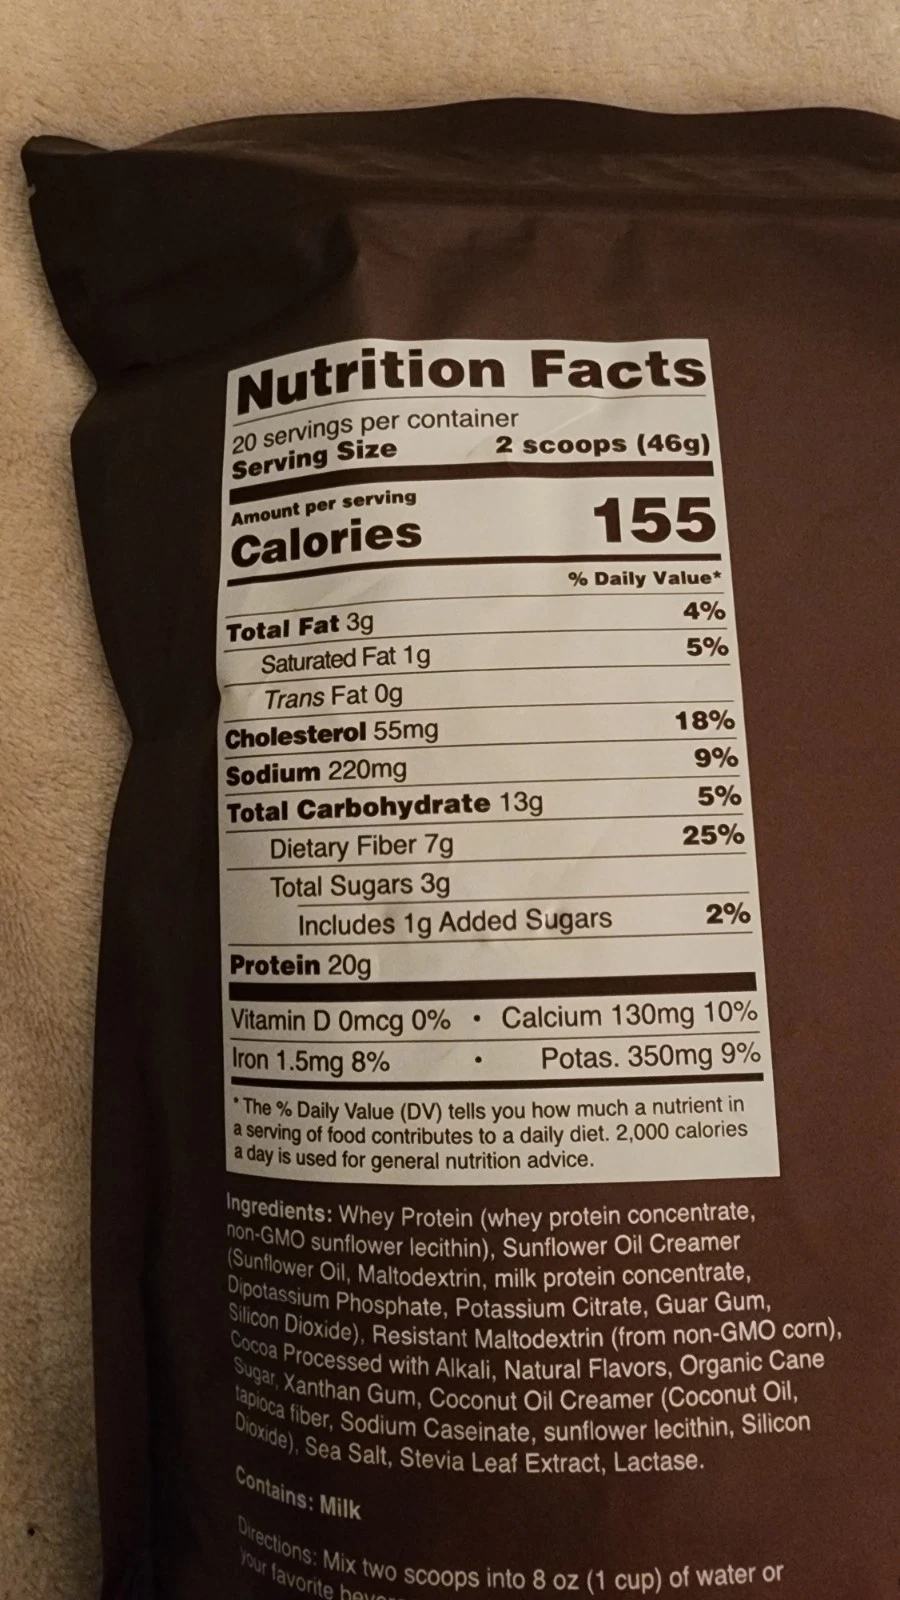 Nutrition Facts
20 servings per container
Serving Size 2 scoops (46g)
Amount per serving
Calories 155
% Daily Value*
Total Fat 3g 4%
Saturated Fat 1g 5%
Trans Fat 0g
Cholesterol 55mg 18%
Sodium 220mg 9%
Total Carbohydrate 13g 5%
Dietary Fiber 7g 25%
Total Sugars 3g
Includes 1g Added Sugars 2%
Protein 20g
Vitamin D 0mcg 0% • Calcium 130mg 10%
Iron 1.5mg 8% • Potas. 350mg 9%
* The % Daily Value (DV) tells you how much a nutrient in
a serving of food contributes to a daily diet. 2,000 calories
a day is used for general nutrition advice.
Ingredients: Whey Protein (whey protein concentrate,
non-GMO sunflower lecithin), Sunflower Oil Creamer
(Sunflower Oil, Maltodextrin, milk protein concentrate,
Dipotassium Phosphate, Potassium Citrate, Guar Gum,
Silicon Dioxide), Resistant Maltodextrin (from non-GMO corn),
Cocoa Processed with Alkali, Natural Flavors, Organic Cane
Sugar, Xanthan Gum, Coconut Oil Creamer (Coconut Oil,
tapioca fiber, Sodium Caseinate, sunflower lecithin, Silicon
Dioxide), Sea Salt, Stevia Leaf Extract, Lactase.
Contains: Milk
Directions: Mix two scoops into 8 oz (1 cup) of water or
your favorite